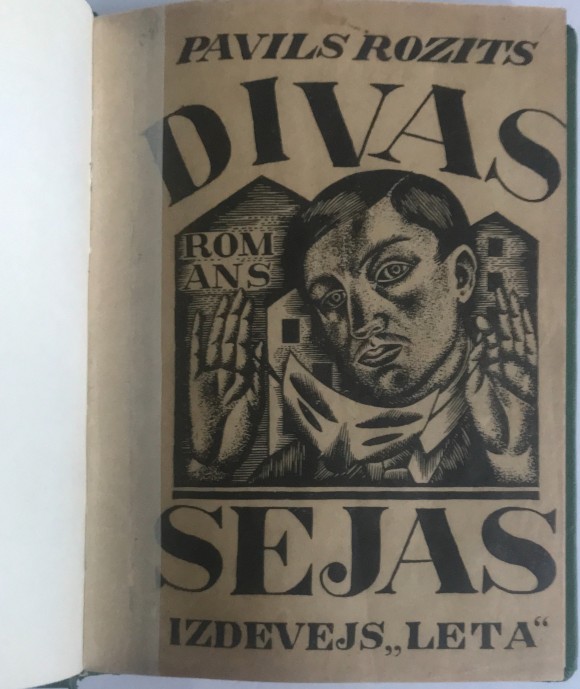 PAVILS ROZITS
DIVAS
ROM
ANS
SEJAS
IZDEVEJS „LETA“